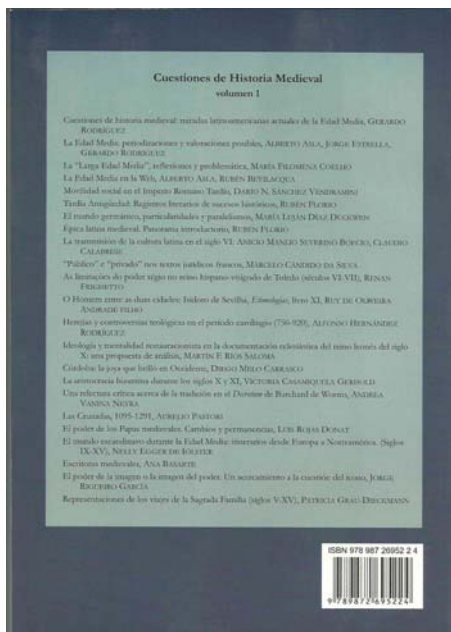 Cuestiones de Historia Medieval
volumen 1
Cuestiones de historia medieval: miradas latinoamericanas actuales de la Edad Media, GERARDO
RODRÍGUEZ
La Edad Media: periodizaciones y valoraciones posibles, ALBERTO ASLA, JORGE ESTRELLA,
GERARDO RODRÍGUEZ
La "Larga Edad Media", reflexiones y problemática, MARÍA FILOMENA COELHO
La Edad Media en la Web, ALBERTO ASLA, RUBÉN BEVILACQUA
Movilidad social en el Imperio Romano Tardío, DARÍO N. SÁNCHEZ VENDRAMINI
Tardía Antigüedad: Registros literarios de sucesos históricos, RUBÉN FLORIO
El mundo germánico, particularidades y paralelismos, MARÍA LUJÁN DÍAZ DUCKWEN
Épica latina medieval. Panorama introductorio, RUBÉN FLORIO
La transmisión de la cultura latina en el siglo VI: ANICIO MANLIO SEVERINO BOECIO, CLAUDIO
CALABRESE
"Público" e "privado" nos textos jurídicos francos, MARCELO CANDIDO DA SILVA
As limitações do poder régio no reino hispano-visigodo de Toledo (séculos VI-VII), RENAN
FRIGHETTO
O Homem entre as duas cidades: Isidoro de Sevilha, Etimologias, livro XI, RUY DE OLIVEIRA
ANDRADE FILHO
Herejías y controversias teológicas en el período carolingio (750-920), ALFONSO HERNÁNDEZ
RODRÍGUEZ
Ideología y mentalidad restauracionista en la documentación eclesiástica del reino leonés del siglo
X: una propuesta de análisis, MARTÍN F. RÍOS SALOMA
Córdoba: la joya que brilló en Occidente, DIEGO MELO CARRASCO
La aristocracia bizantina durante los siglos X y XI, VICTORIA CASAMIQUELA GERHOLD
Una relectura crítica acerca de la tradición en el Decretum de Burchard de Worms, ANDREA
VANINA NEYRA
Las Cruzadas, 1095-1291, AURELIO PASTORI
El poder de los Papas medievales. Cambios y permanencias, LUIS ROJAS DONAT
El mundo escandinavo durante la Edad Media: itinerarios desde Europa a Norteamérica. (Siglos
IX-XV), NELLY EGGER DE IÖLSTER
Escritoras medievales, ANA BASARTE
El poder de la imagen o la imagen del poder. Un acercamiento a la cuestión del icono, JORGE
RIGUEIRO GARCÍA
Representaciones de los viajes de la Sagrada Familia (siglos V-XV), PATRICIA GRAU-DIECKMANN
ISBN 978 987 26952 2 4
9 789872 695224